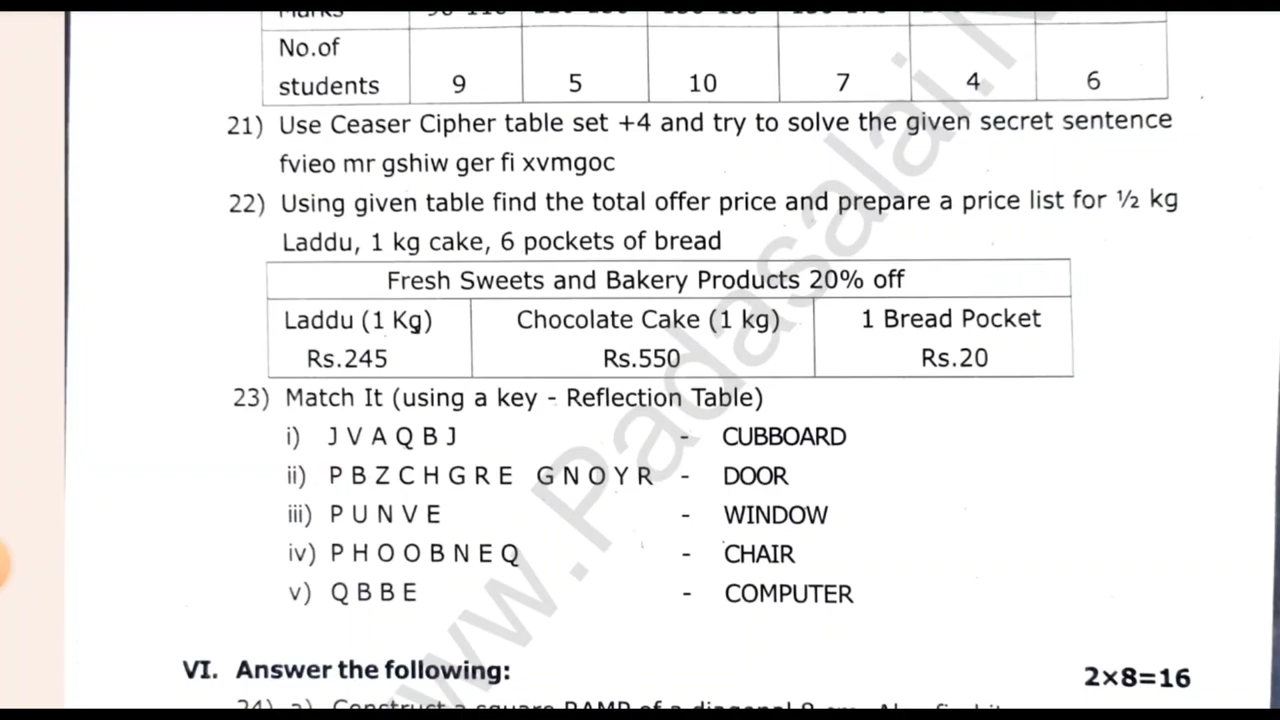 No.of
students 9 5 10 7 4 6
21) Use Ceaser Cipher table set +4 and try to solve the given secret sentence
fvieo mr gshiw ger fi xvmgoc
22) Using given table find the total offer price and prepare a price list for ½ kg
Laddu, 1 kg cake, 6 pockets of bread
Fresh Sweets and Bakery Products 20% off
Laddu (1 Kg) Chocolate Cake (1 kg) 1 Bread Pocket
Rs.245 Rs.550 Rs.20
23) Match It (using a key - Reflection Table)
i) J V A Q B J - CUBBOARD
ii) P B Z C H G R E G N O Y R - DOOR
iii) P U N V E - WINDOW
iv) P H O O B N E Q - CHAIR
v) Q B B E - COMPUTER
VI. Answer the following: 2×8=16
www.Padasalai.N